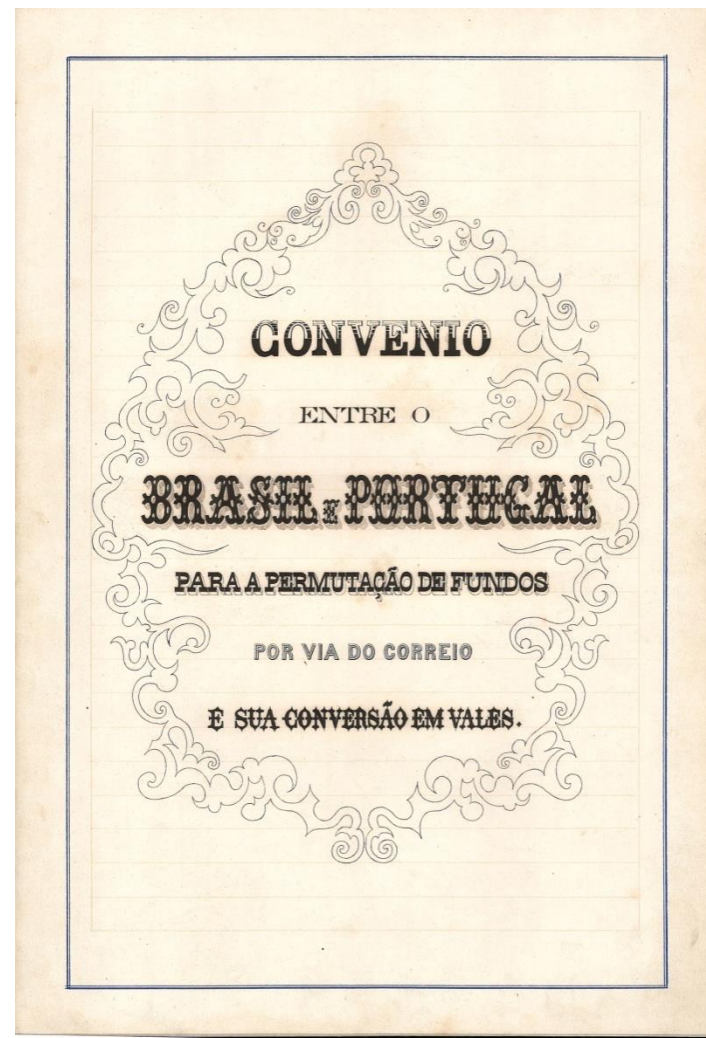 CONVENIO
ENTRE O
BRASIL E PORTUGAL
PARA A PERMUTAÇÃO DE FUNDOS
POR VIA DO CORREIO
E SUA CONVERSÃO EM VALES.